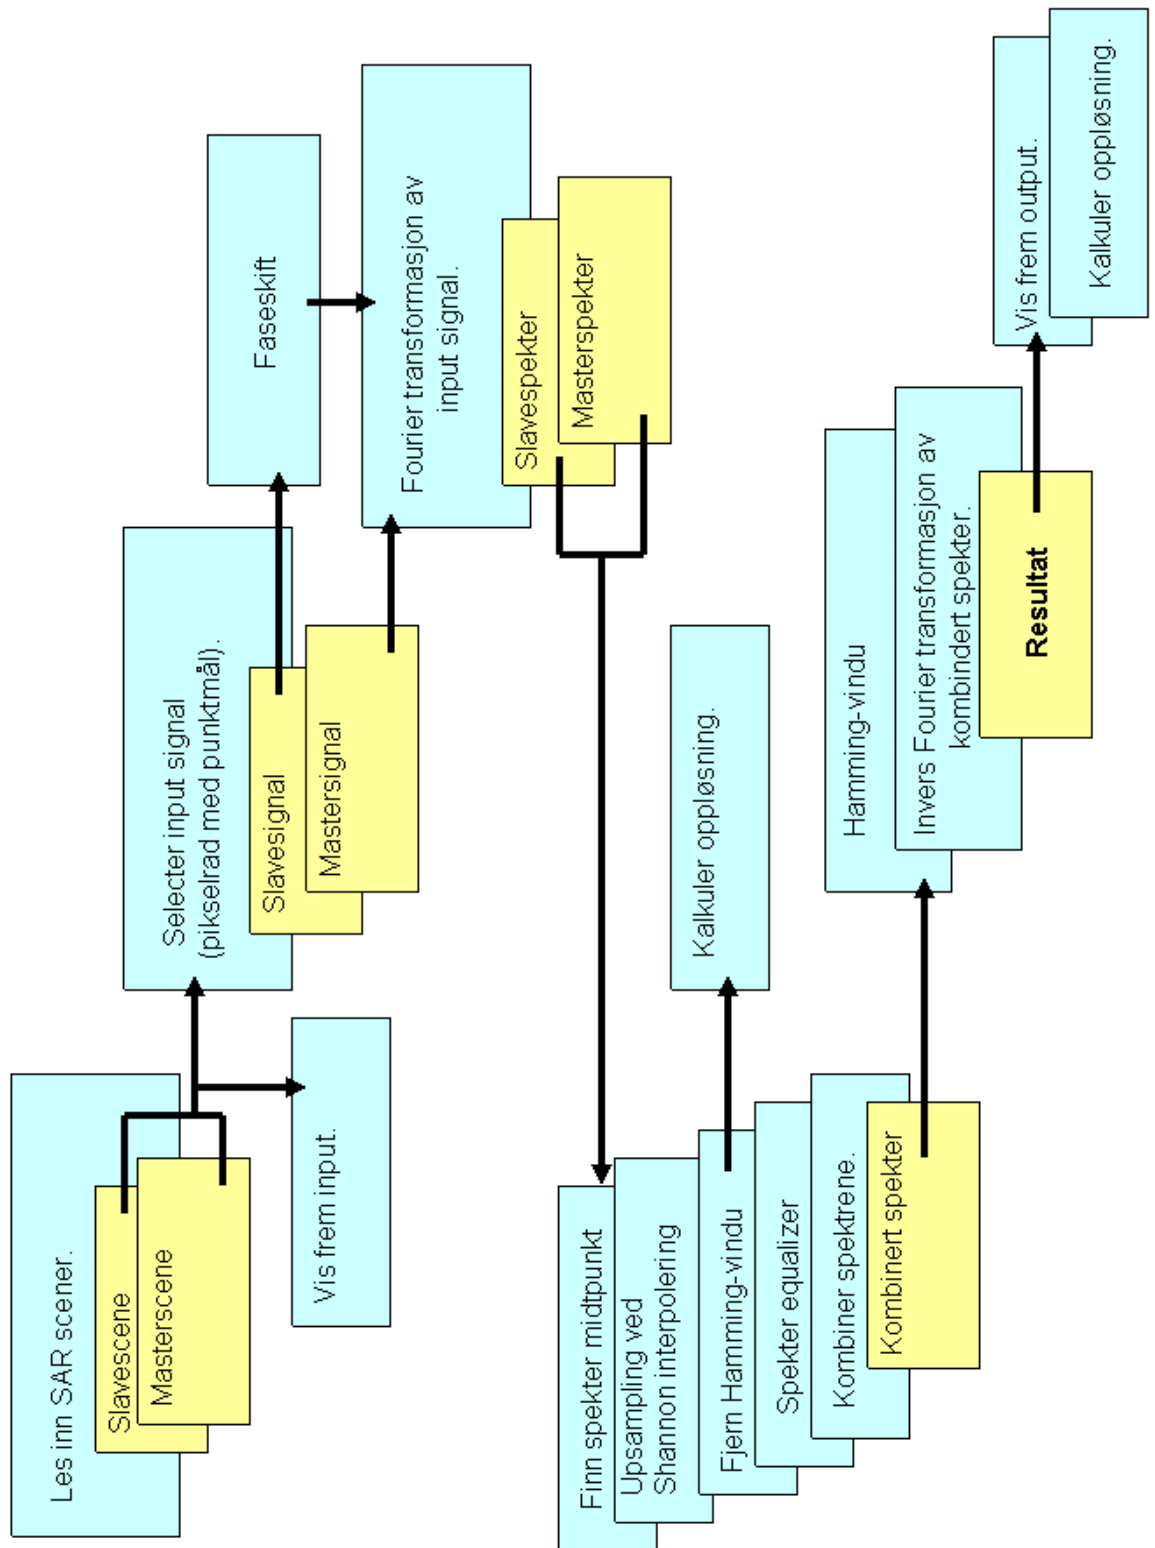 Les inn SAR scener.
Slavescene
Masterscene
Vis frem input.
Selecter input signal
(pikselrad med punktmål).
Slavesignal
Mastersignal
Faseskift
Fourier transformasjon av
input signal.
Slavespekter
Masterspekter
Finn spekter midtpunkt
Upsampling ved
Shannon interpolering
Fjern Hamming-vindu
Spekter equalizer
Kombiner spektrene.
Kombinert spekter
Kalkuler oppløsning.
Hamming-vindu
Invers Fourier transformasjon av
kombindert spekter.
Resultat
Vis frem output.
Kalkuler oppløsning.